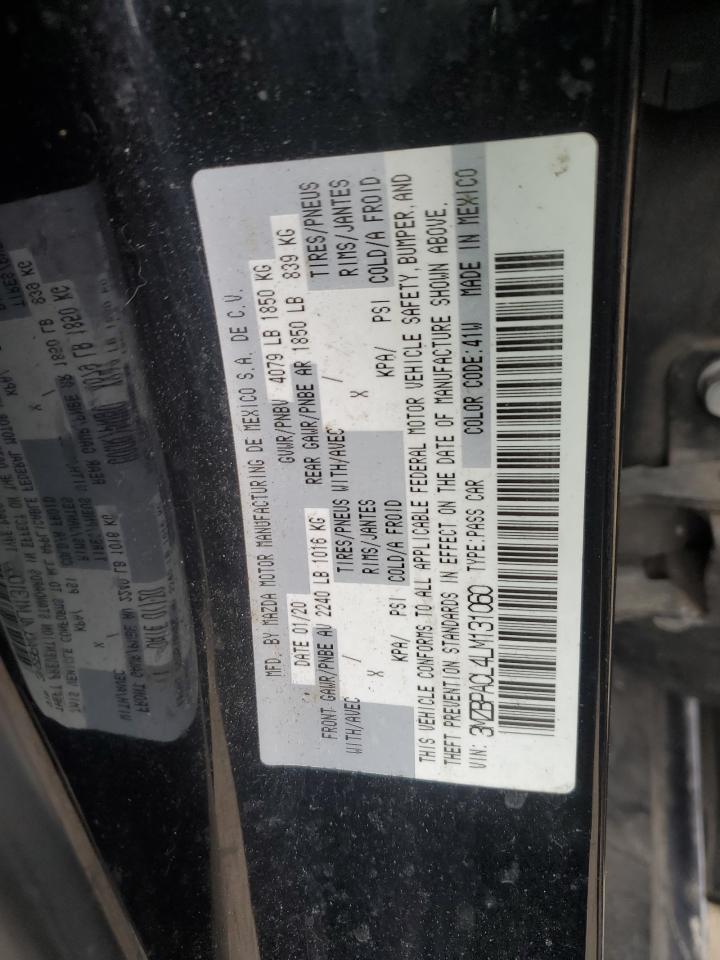 MFD. BY MAZDA MOTOR MANUFACTURING DE MEXICO S.A. DE C.V.
DATE 01/20 GVWR/PNBV 4079 LB 1850 KG
FRONT GAWR/PNBE AV 2240 LB 1016 KG REAR GAWR/PNBE AR 1850 LB 839 KG
WITH/AVEC / TIRES/PNEUS WITH/AVEC / TIRES/PNEUS
X RIMS/JANTES X RIMS/JANTES
KPA/ PSI COLD/A FROID KPA/ PSI COLD/A FROID
THIS VEHICLE CONFORMS TO ALL APPLICABLE FEDERAL MOTOR VEHICLE SAFETY, BUMPER, AND
THEFT PREVENTION STANDARDS IN EFFECT ON THE DATE OF MANUFACTURE SHOWN ABOVE.
VIN: 3MZBPACL4LM131060 TYPE: PASS CAR COLOR CODE: 41W MADE IN MEXICO